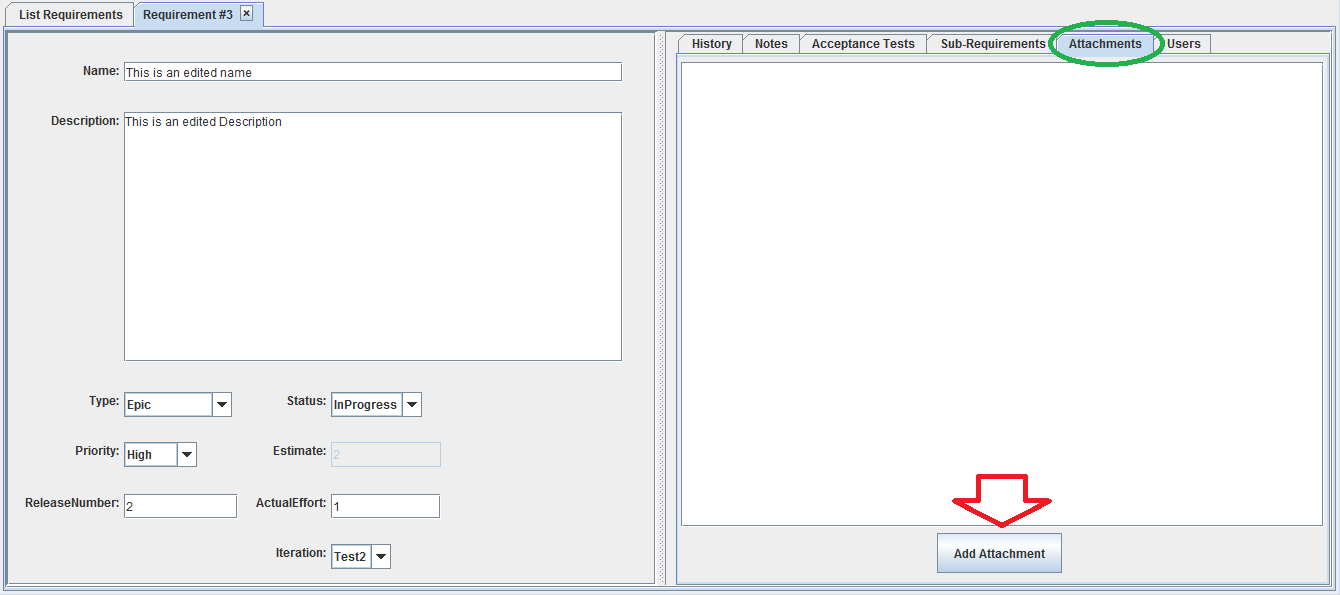 List Requirements Requirement #3
History Notes Acceptance Tests Sub-Requirements Attachments Users
Name: This is an edited name
Description: This is an edited Description
Type: Epic Status: InProgress
Priority: High Estimate: 2
ReleaseNumber: 2 ActualEffort: 1
Iteration: Test2
Add Attachment